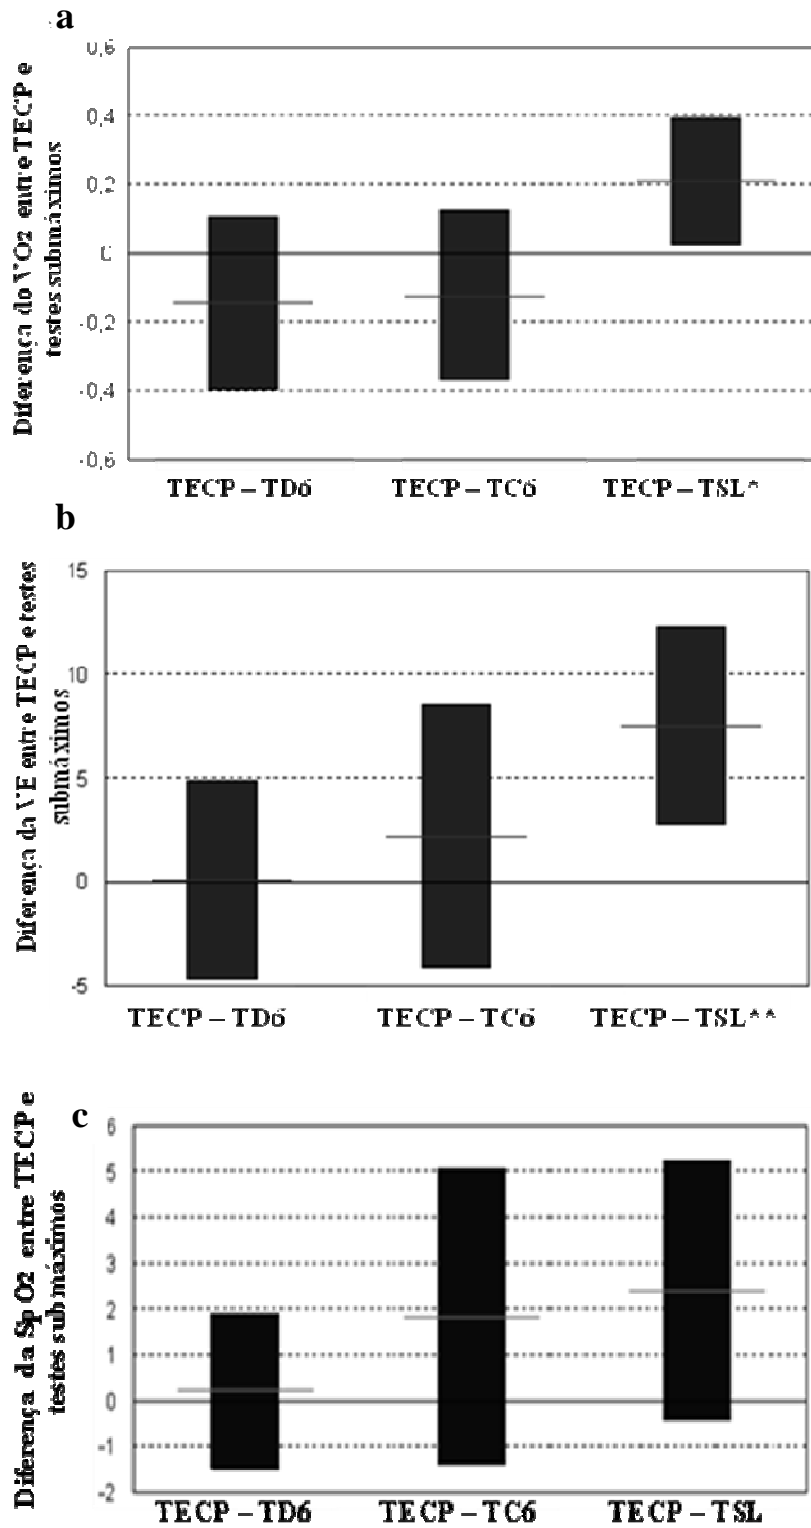 a
Diferença do VO2 entre TECP e
testes submáximos
0,6
0,4
0,2
0
-0,2
-0,4
-0,6
TECP – TD6
TECP – TC6
TECP – TSL*
b
Diferença da VE entre TECP e testes
submáximos
15
10
5
0
-5
TECP – TD6
TECP – TC6
TECP – TSL**
c
Diferença da SpO2 entre TECP e
testes submáximos
6
5
4
3
2
1
0
-1
-2
TECP – TD6
TECP – TC6
TECP – TSL